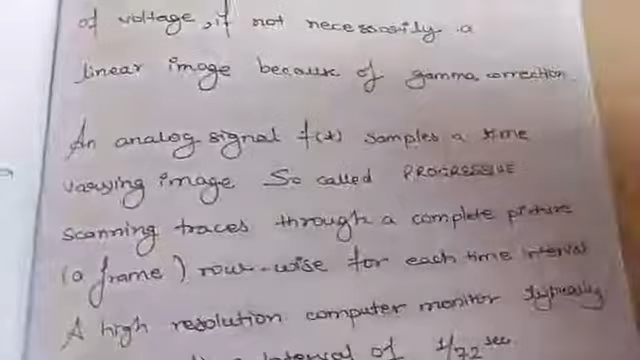 of voltage, if not necessarily a
linear image because of gamma correction
An analog signal f(t) samples a time
varying image. So called PROGRESSIVE
scanning traces through a complete picture
(a frame) row-wise for each time interval
A high resolution computer monitor typically
interval of 1/72 sec